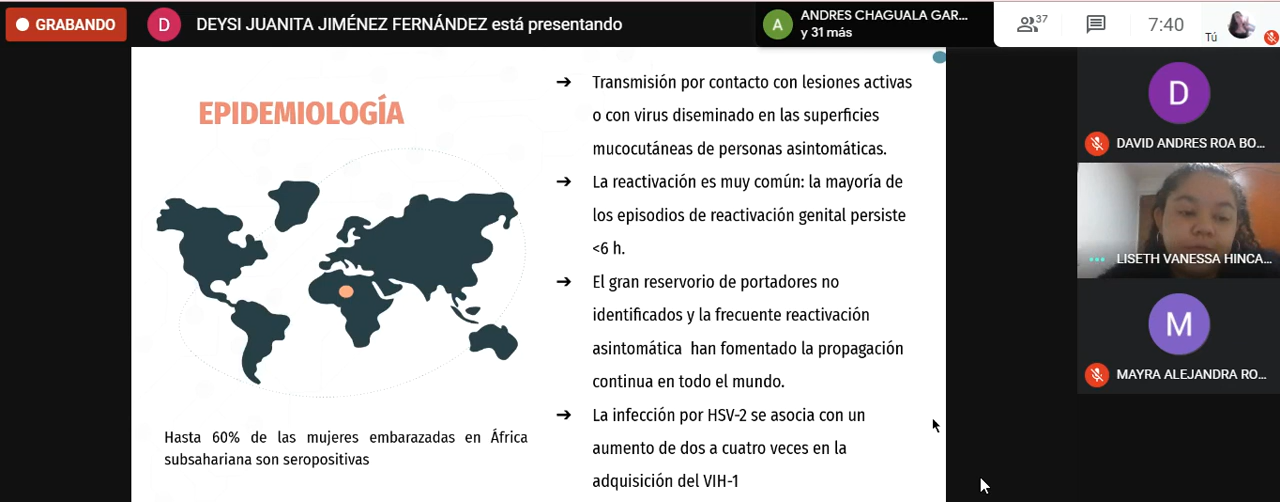 GRABANDO
D
DEYSI JUANITA JIMÉNEZ FERNÁNDEZ está presentando
A
ANDRES CHAGUALA GAR...
y 31 más
37
7:40
Tú
EPIDEMIOLOGÍA
Hasta 60% de las mujeres embarazadas en África
subsahariana son seropositivas
➔ Transmisión por contacto con lesiones activas
o con virus diseminado en las superficies
mucocutáneas de personas asintomáticas.
➔ La reactivación es muy común: la mayoría de
los episodios de reactivación genital persiste
<6 h.
➔ El gran reservorio de portadores no
identificados y la frecuente reactivación
asintomática han fomentado la propagación
continua en todo el mundo.
➔ La infección por HSV-2 se asocia con un
aumento de dos a cuatro veces en la
adquisición del VIH-1
D
DAVID ANDRES ROA BO...
LISETH VANESSA HINCA...
M
MAYRA ALEJANDRA RO...